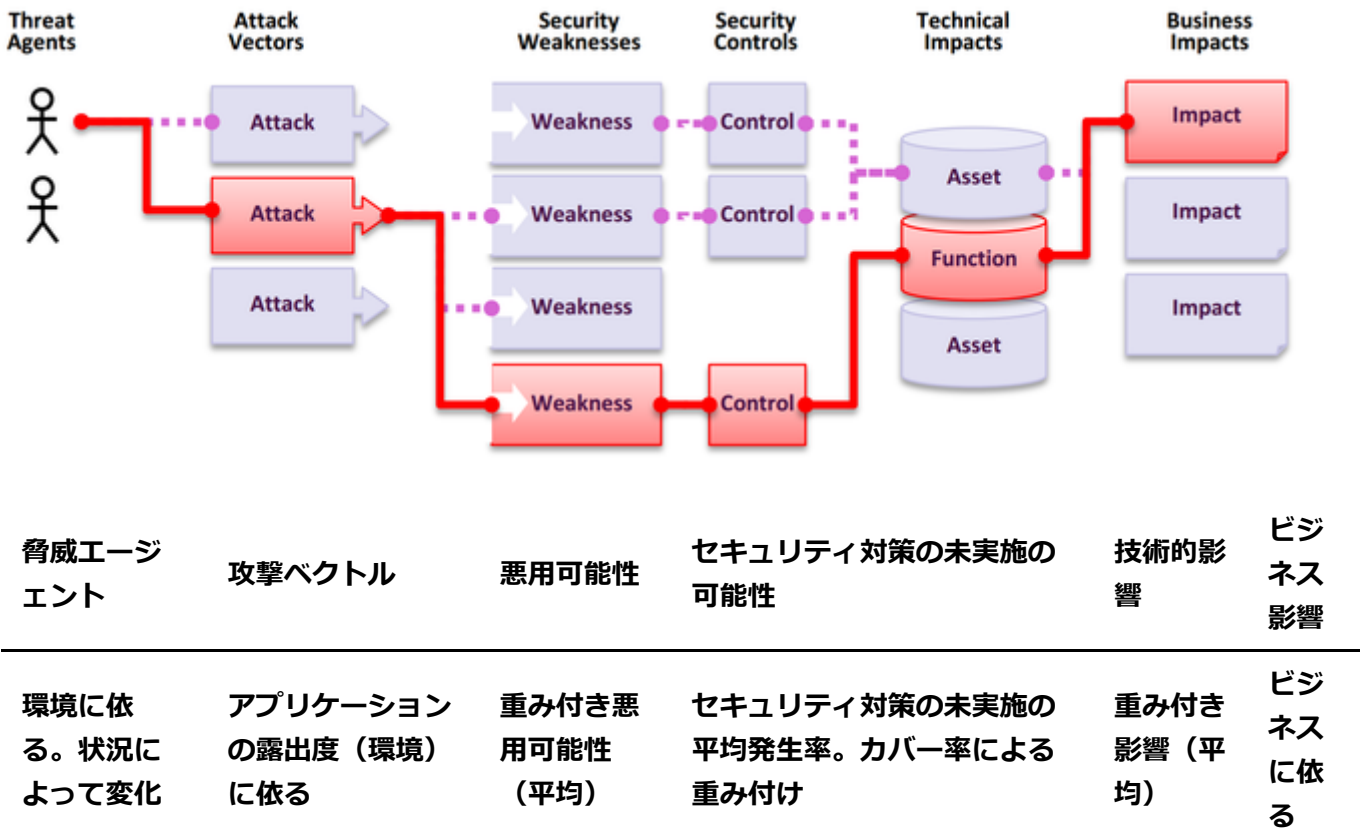 Threat
Agents
Attack
Vectors
Security
Weaknesses
Security
Controls
Technical
Impacts
Business
Impacts
Attack
Weakness
Control
Impact
Asset
Attack
Weakness
Control
Impact
Function
Attack
Weakness
Impact
Asset
Weakness
Control
脅威エージ
ェント
攻撃ベクトル
悪用可能性
セキュリティ対策の未実施の
可能性
技術的影
響
ビジ
ネス
影響
環境に依
る。状況に
よって変化
アプリケーション
の露出度（環境）
に依る
重み付き悪
用可能性
（平均）
セキュリティ対策の未実施の
平均発生率。カバー率による
重み付け
重み付き
影響（平
均）
ビジ
ネス
に依
る